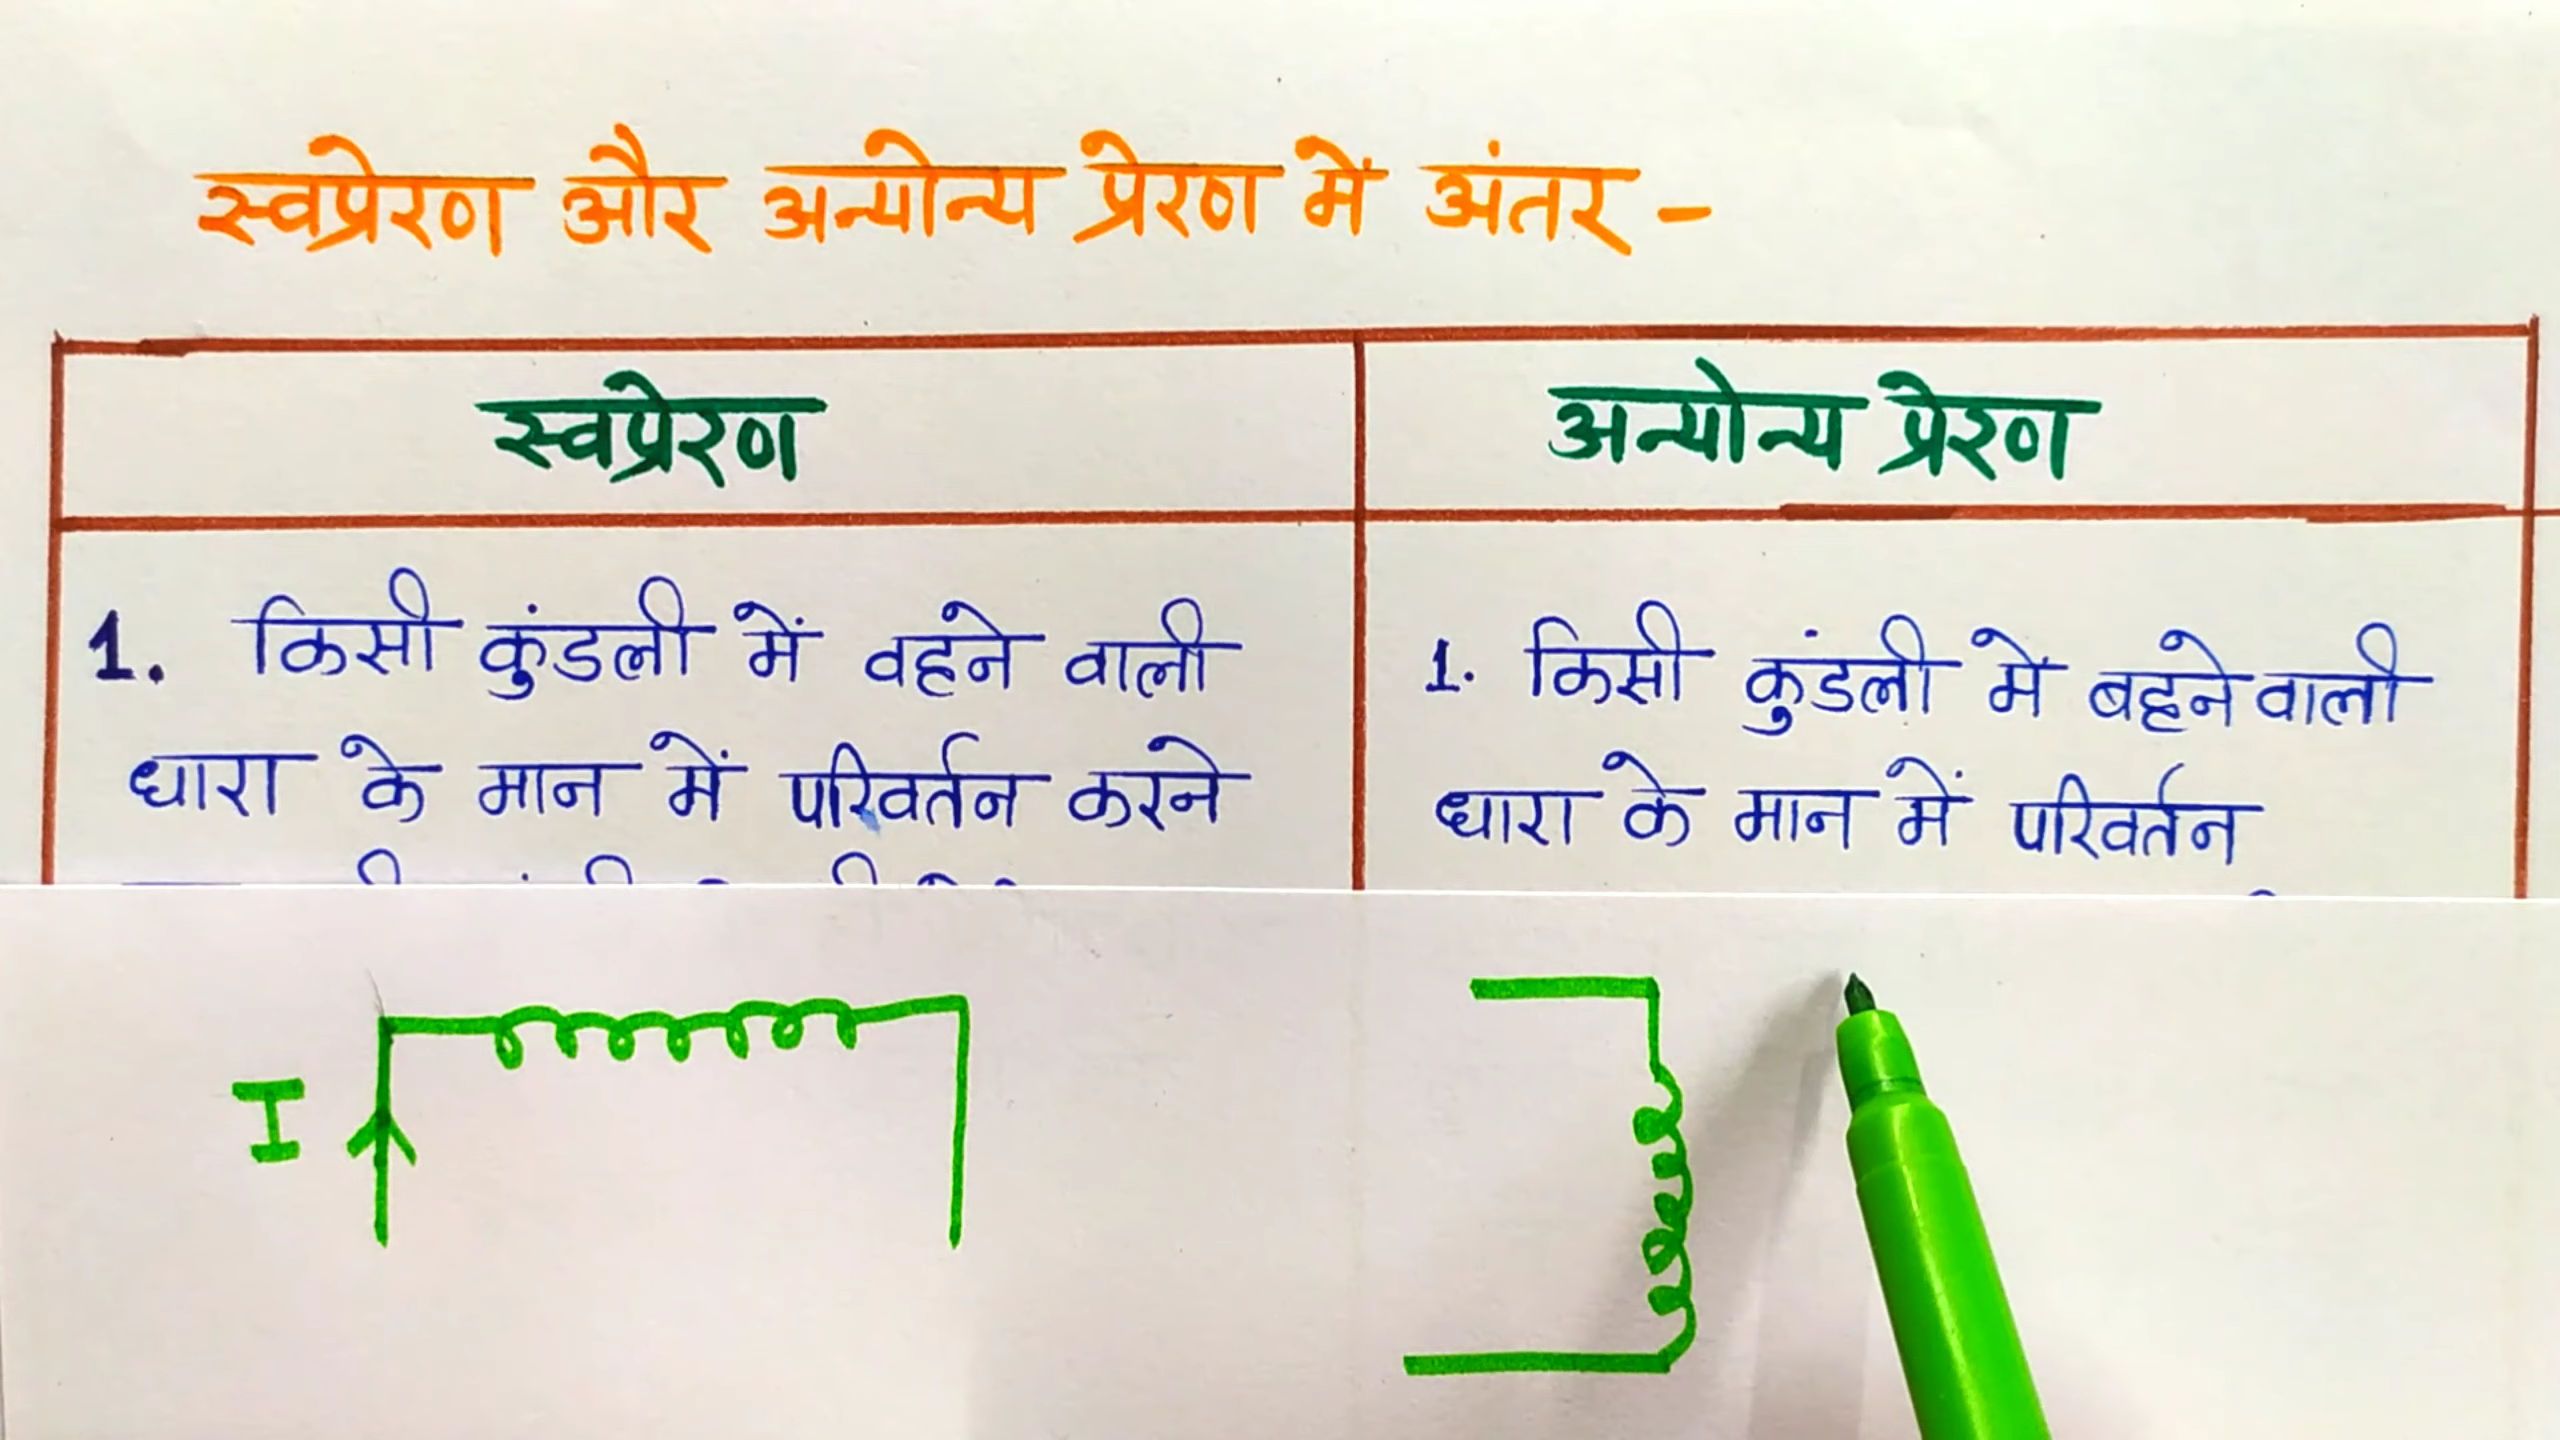 स्वप्रेरण और अन्योन्य प्रेरण में अंतर -
स्वप्रेरण
अन्योन्य प्रेरण
1. किसी कुंडली में वहने वाली
धारा के मान में परिवर्तन करने
1. किसी कुंडली में बहने वाली
धारा के मान में परिवर्तन
I